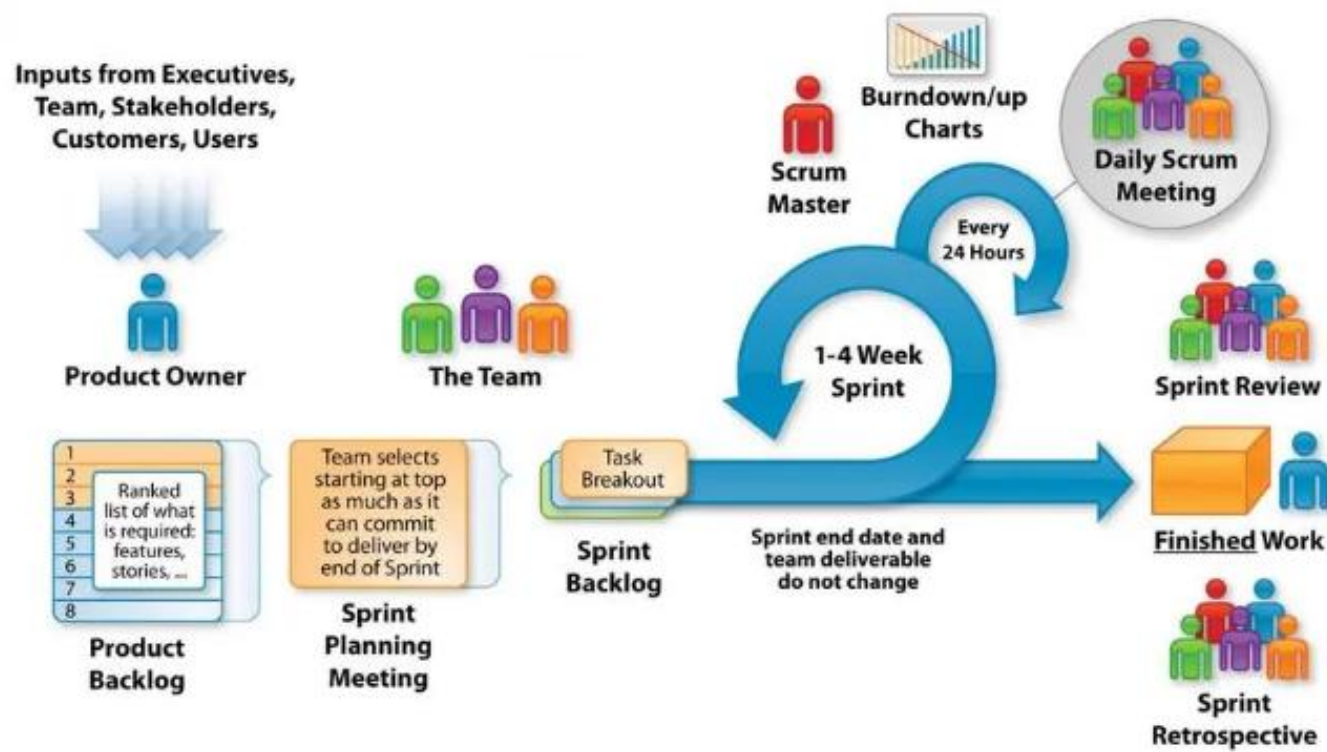 Inputs from Executives,
Team, Stakeholders,
Customers, Users
Product Owner
The Team
1
2
3
4
5
6
7
8
Ranked
list of what
is required:
features,
stories, ...
Product
Backlog
Team selects
starting at top
as much as it
can commit
to deliver by
end of Sprint
Sprint
Planning
Meeting
Task
Breakout
Sprint
Backlog
Scrum
Master
Burndown/up
Charts
Daily Scrum
Meeting
Every
24 Hours
1-4 Week
Sprint
Sprint end date and
team deliverable
do not change
Sprint Review
Finished Work
Sprint
Retrospective